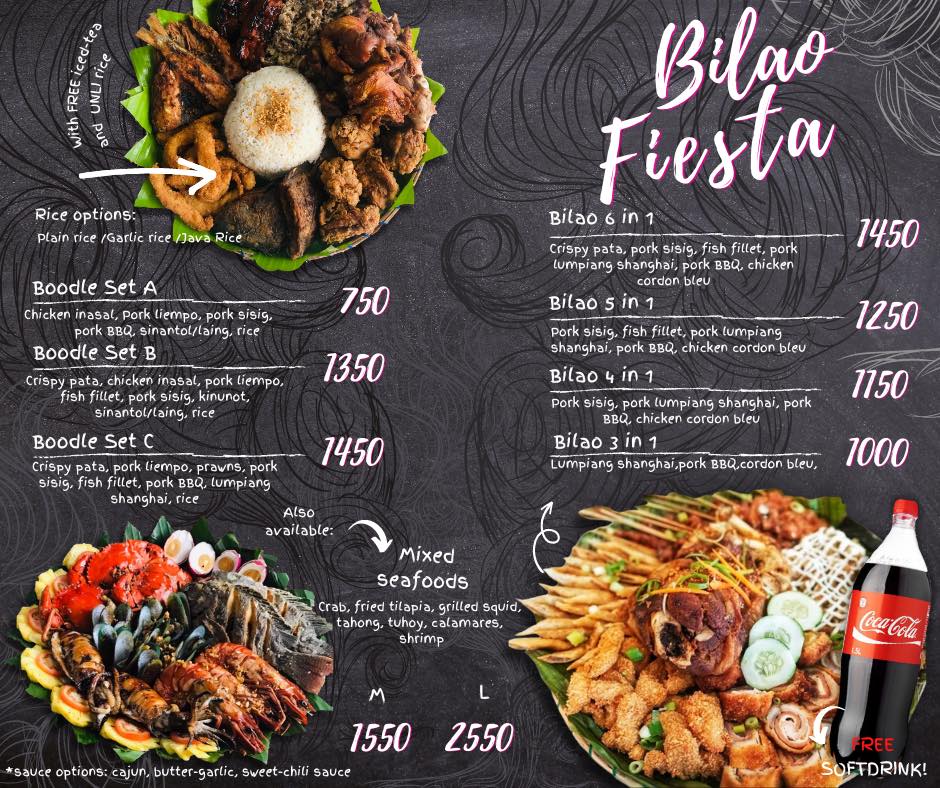 with FREE iced-tea
and UNLI rice
Rice options:
Plain rice /Garlic rice /Java Rice
Boodle Set A
750
Chicken inasal, Pork liempo, pork sisig,
pork BBQ, sinantol/laing, rice
Boodle Set B
1350
Crispy pata, chicken inasal, pork liempo,
fish fillet, pork sisig, kinunot,
sinantol/laing, rice
Boodle Set C
1450
Crispy pata, pork liempo, prawns, pork
sisig, fish fillet, pork BBQ, lumpiang
shanghai, rice
Also
available:
Mixed
seafoods
Crab, fried tilapia, grilled squid,
tahong, tuhoy, calamares,
shrimp
M L
1550 2550
*sauce options: cajun, butter-garlic, sweet-chili sauce
Bilao
Fiesta
Bilao 6 in 1
1450
Crispy pata, pork sisig, fish fillet, pork
lumpiang shanghai, pork BBQ, chicken
cordon bleu
Bilao 5 in 1
1250
Pork sisig, fish fillet, pork lumpiang
shanghai, pork BBQ, chicken cordon bleu
Bilao 4 in 1
1150
Pork sisig, pork lumpiang shanghai, pork
BBQ, chicken cordon bleu
Bilao 3 in 1
1000
Lumpiang shanghai,pork BBQ,cordon bleu,
Coca-Cola
1.5L
FREE
SOFTDRINK!